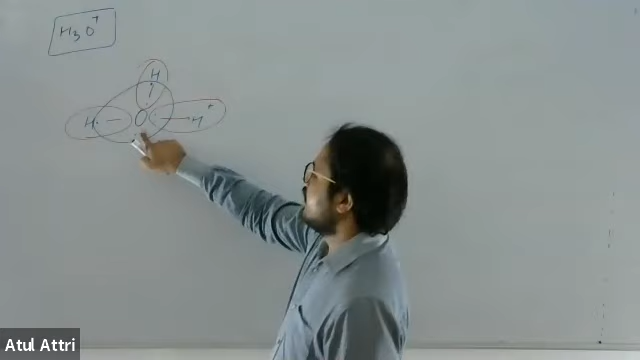 H₃O⁺
H
H - O → H⁺
Atul Attri